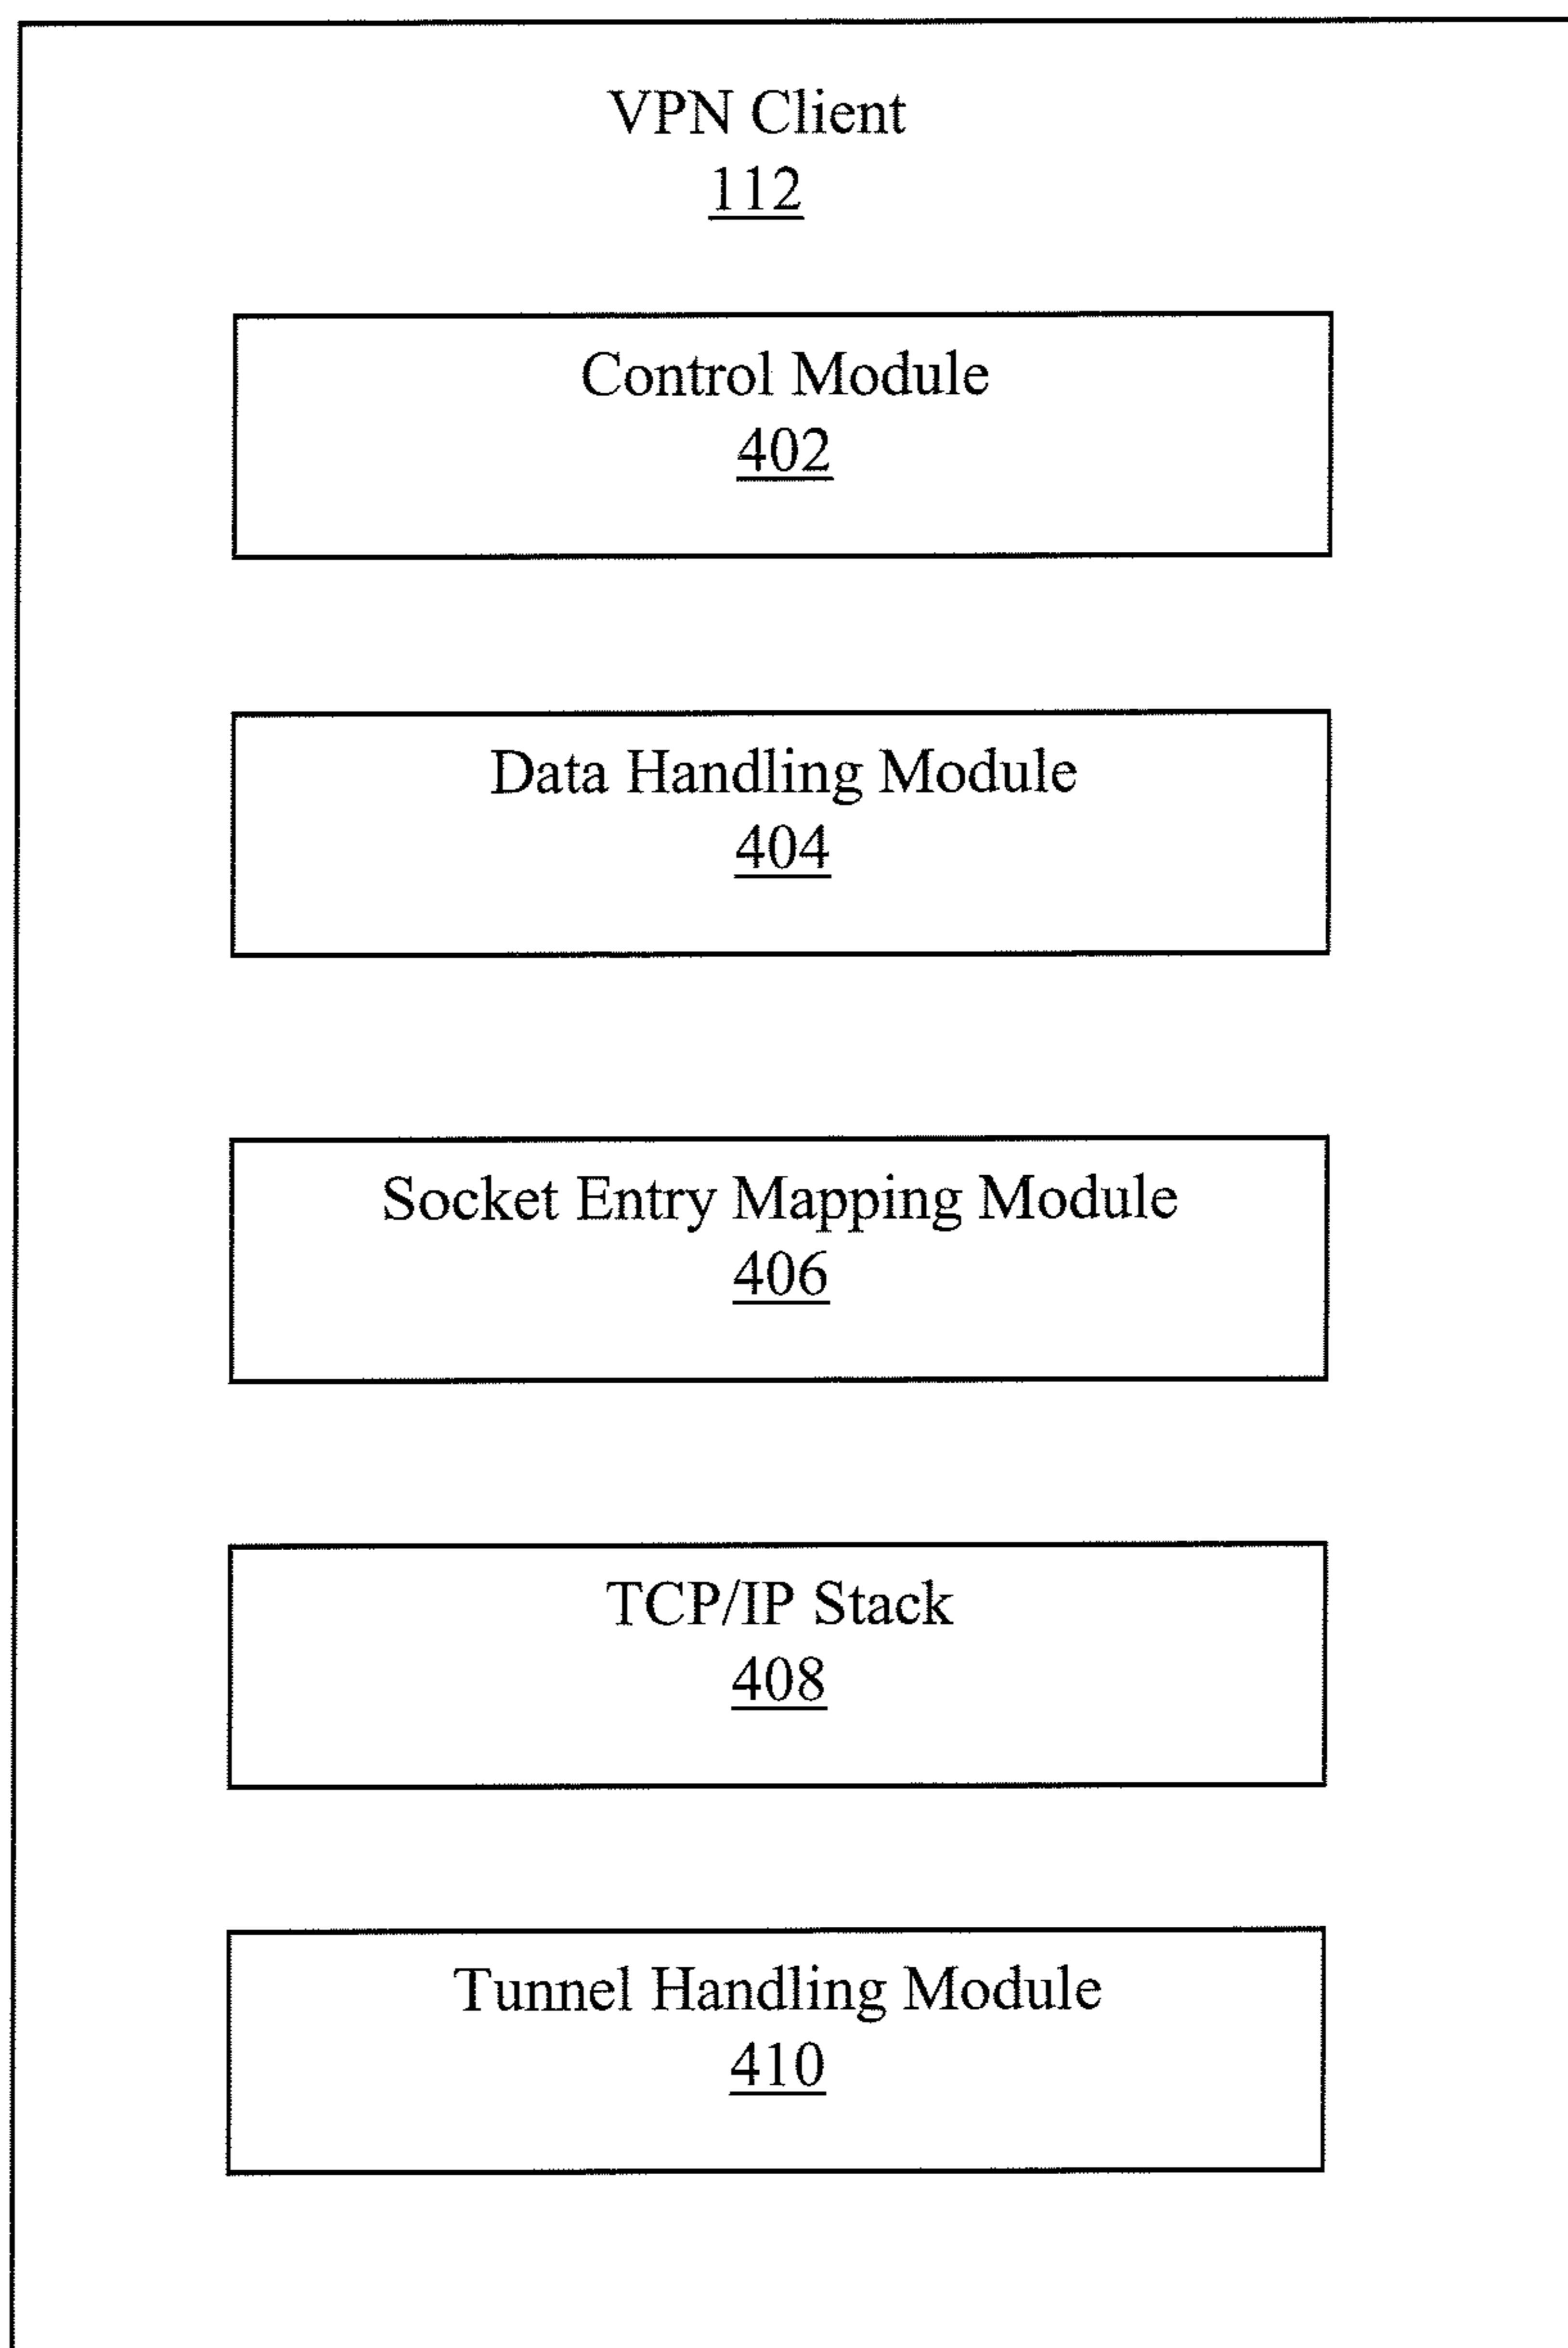 VPN Client
112
Control Module
402
Data Handling Module
404
Socket Entry Mapping Module
406
TCP/IP Stack
408
Tunnel Handling Module
410